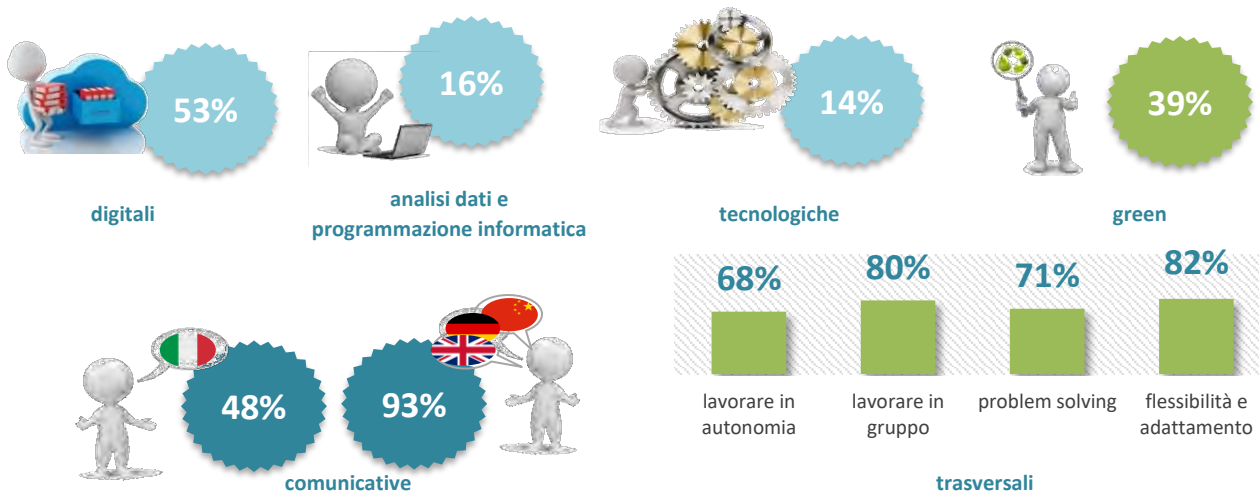 53%
16%
14%
39%
digitali
analisi dati e
programmazione informatica
tecnologiche
green
48%
93%
comunicative
68%
80%
71%
82%
lavorare in
autonomia
lavorare in
gruppo
problem solving
flessibilità e
adattamento
trasversali